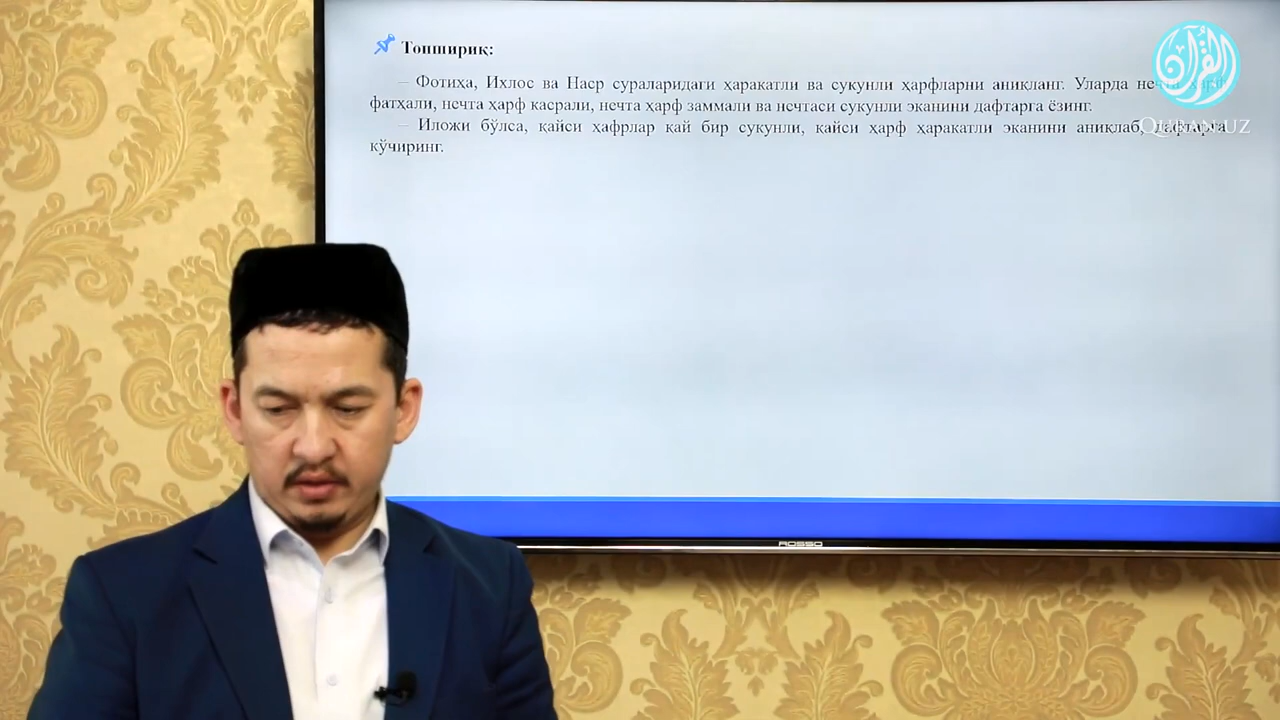 Топшириқ:
– Фотиҳа, Ихлос ва Наср сураларидаги ҳаракатли ва сукунли ҳарфларни аниқланг. Уларда нечта ҳарф
фатҳали, нечта ҳарф касрали, нечта ҳарф заммали ва нечтаси сукунли эканини дафтарга ёзинг.
– Иложи бўлса, қайси ҳафрлар қай бир сукунли, қайси ҳарф ҳаракатли эканини аниқлаб, дафтарга
кўчиринг.
القرآن
QURAN.UZ
ROSSO